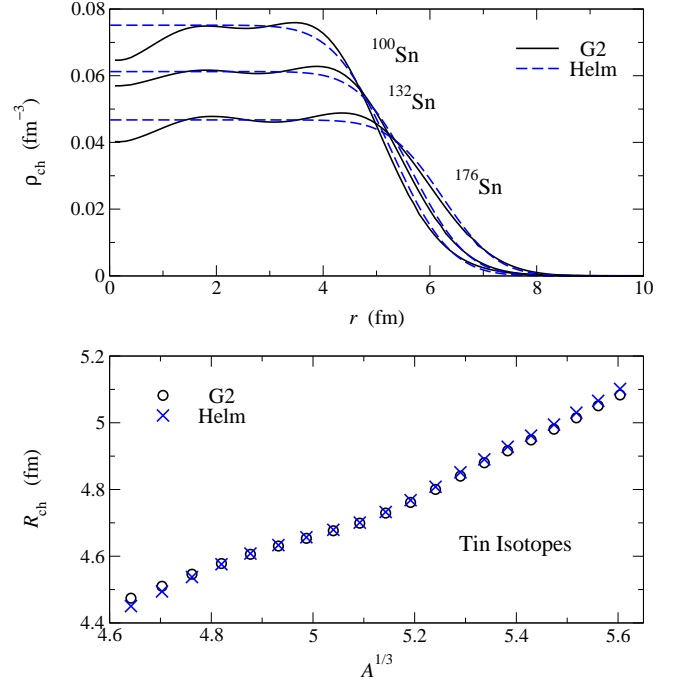 0.08
0.06
0.04
0.02
0
ρch (fm−3)
100Sn
132Sn
176Sn
G2
Helm
0 2 4 6 8 10
r (fm)
5.2
5
4.8
4.6
4.4
Rch (fm)
G2
Helm
Tin Isotopes
4.6 4.8 5 5.2 5.4 5.6
A1/3